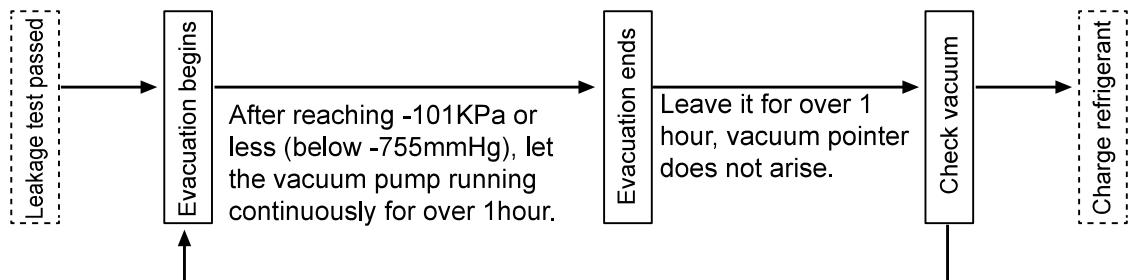 Leakage test passed
Evacuation begins
After reaching -101KPa or
less (below -755mmHg), let
the vacuum pump running
continuously for over 1hour.
Evacuation ends
Leave it for over 1
hour, vacuum pointer
does not arise.
Check vacuum
Charge refrigerant